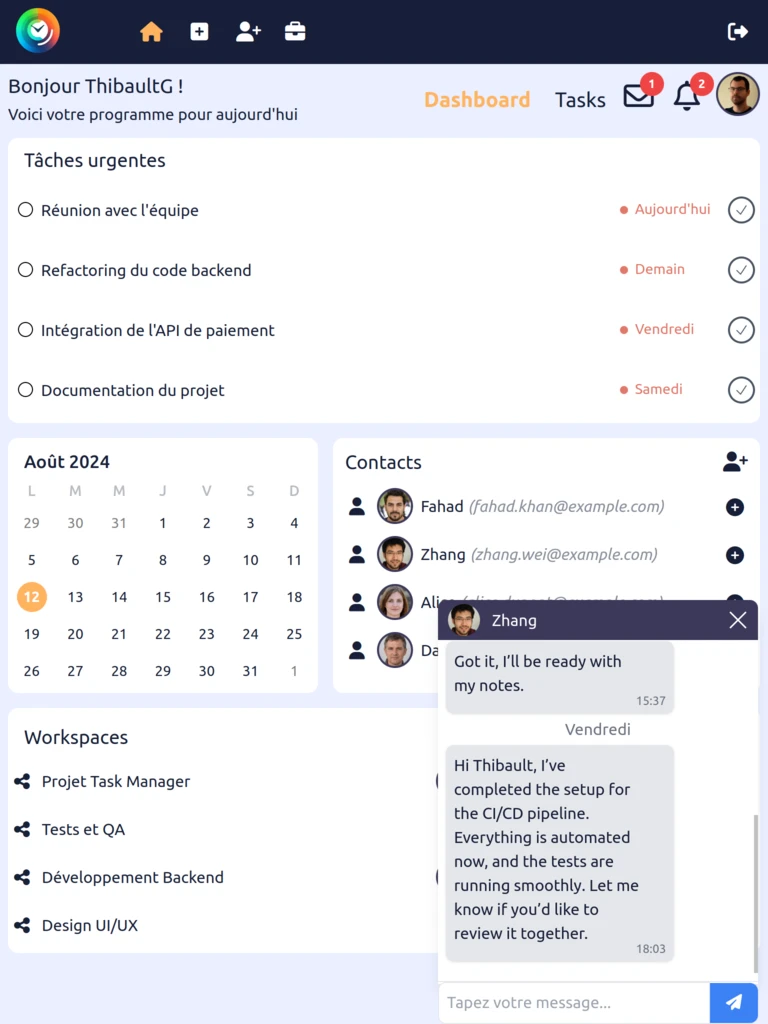 Bonjour ThibaultG !
Voici votre programme pour aujourd'hui
Dashboard
Tasks
1
2
Tâches urgentes
Réunion avec l'équipe
Aujourd'hui
Refactoring du code backend
Demain
Intégration de l'API de paiement
Vendredi
Documentation du projet
Samedi
Août 2024
L M M J V S D
29 30 31 1 2 3 4
5 6 7 8 9 10 11
12 13 14 15 16 17 18
19 20 21 22 23 24 25
26 27 28 29 30 31 1
Contacts
Fahad (fahad.khan@example.com)
Zhang (zhang.wei@example.com)
Workspaces
Projet Task Manager
Tests et QA
Développement Backend
Design UI/UX
Zhang
Got it, I’ll be ready with
my notes.
15:37
Vendredi
Hi Thibault, I’ve
completed the setup for
the CI/CD pipeline.
Everything is automated
now, and the tests are
running smoothly. Let me
know if you’d like to
review it together.
18:03
Tapez votre message...